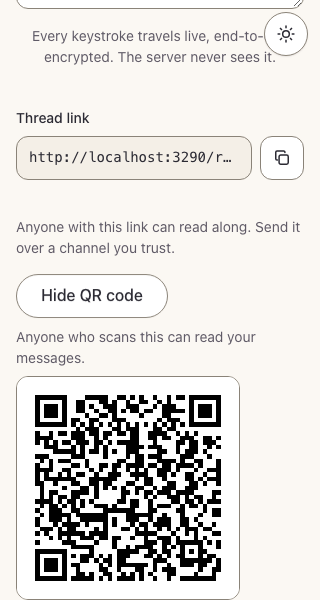 Every keystroke travels live, end-to-
encrypted. The server never sees it.
Thread link
http://localhost:3290/r…
Anyone with this link can read along. Send it
over a channel you trust.
Hide QR code
Anyone who scans this can read your
messages.